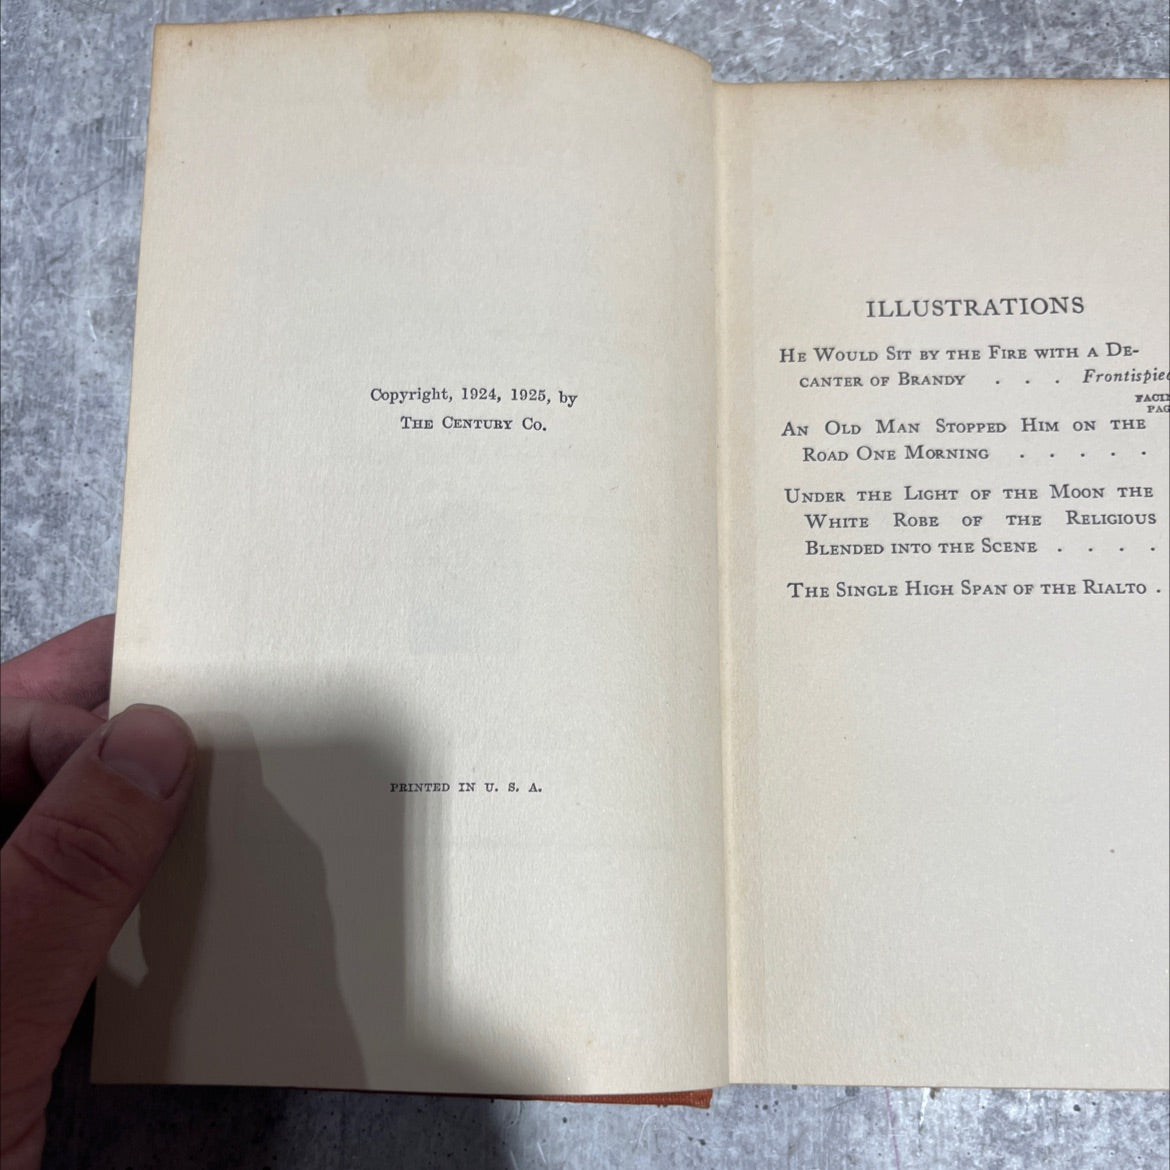 Copyright, 1924, 1925, by
THE CENTURY CO.
PRINTED IN U. S. A.
ILLUSTRATIONS
HE WOULD SIT BY THE FIRE WITH A DE-
CANTER OF BRANDY . . .
AN OLD MAN STOPPED HIM ON THE
ROAD ONE MORNING . . . . .
UNDER THE LIGHT OF THE MOON THE
WHITE ROBE OF THE RELIGIOUS
BLENDED INTO THE SCENE . . . .
THE SINGLE HIGH SPAN OF THE RIALTO .